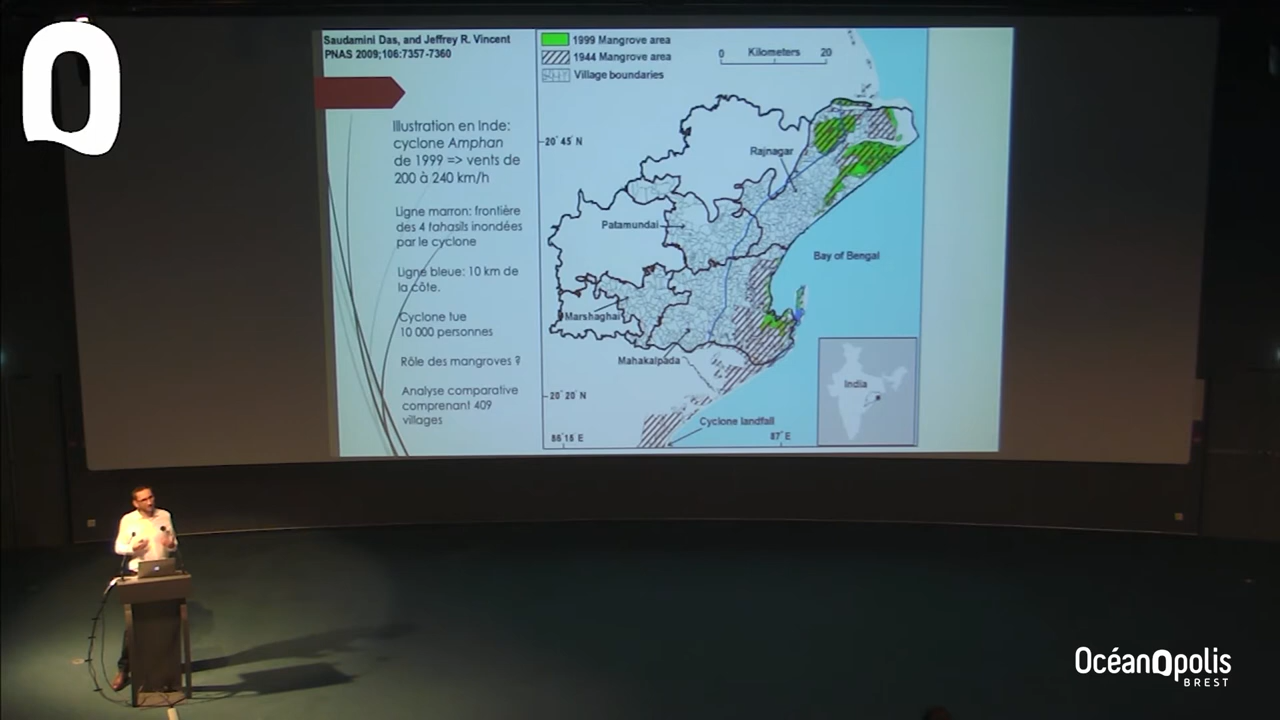 Saudamini Das, and Jeffrey R. Vincent
PNAS 2009;106:7357-7360
Illustration en Inde:
cyclone Amphan
de 1999 => vents de
200 à 240 km/h
Ligne marron: frontière
des 4 tahasils inondées
par le cyclone
Ligne bleue: 10 km de
la côte.
Cyclone tue
10 000 personnes
Rôle des mangroves ?
Analyse comparative
comprenant 409
villages
1999 Mangrove area
1944 Mangrove area
Village boundaries
0 Kilometers 20
20° 45' N
Rajnagar
Patamundai
Bay of Bengal
Marshaghai
Mahakalpada
India
20° 20' N
Cyclone landfall
86° 15' E
87° E
OcéanOpolis
BREST